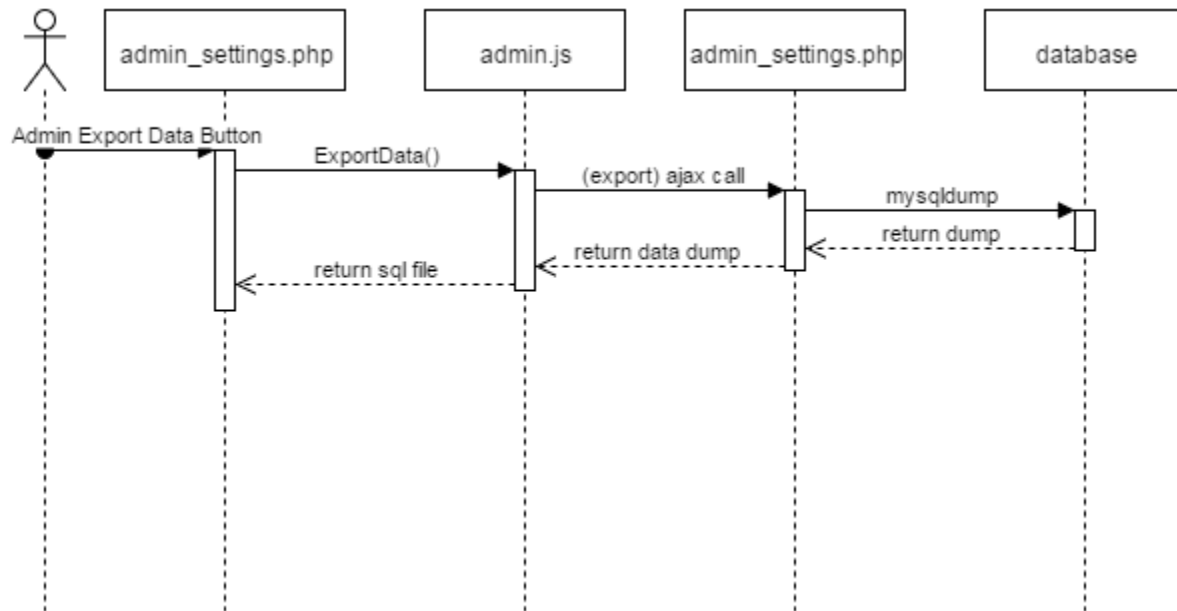 admin_settings.php
admin.js
admin_settings.php
database
Admin Export Data Button
ExportData()
(export) ajax call
mysqldump
return dump
return data dump
return sql file